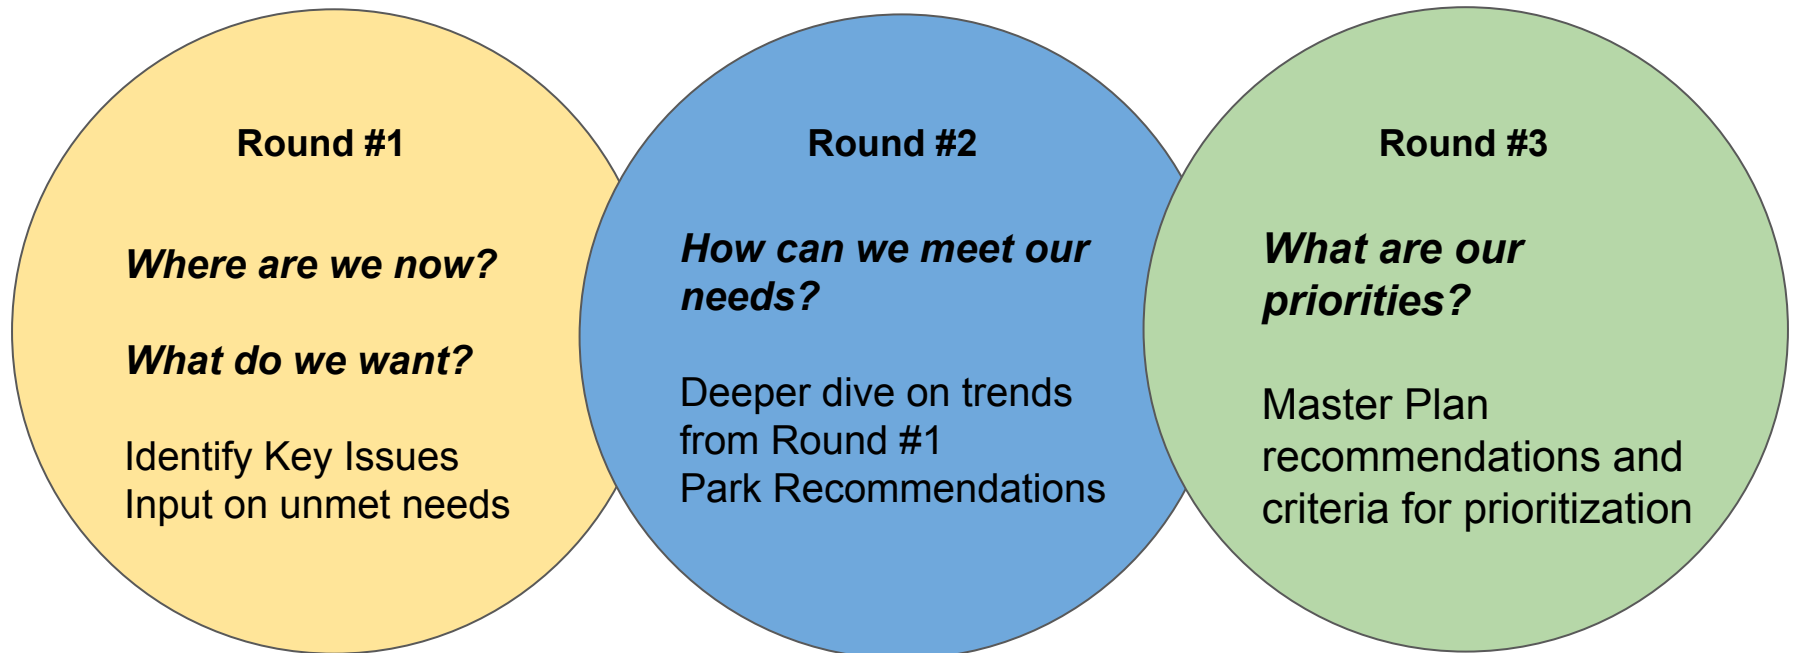 Round #1
Where are we now?
What do we want?
Identify Key Issues
Input on unmet needs
Round #2
How can we meet our
needs?
Deeper dive on trends
from Round #1
Park Recommendations
Round #3
What are our
priorities?
Master Plan
recommendations and
criteria for prioritization